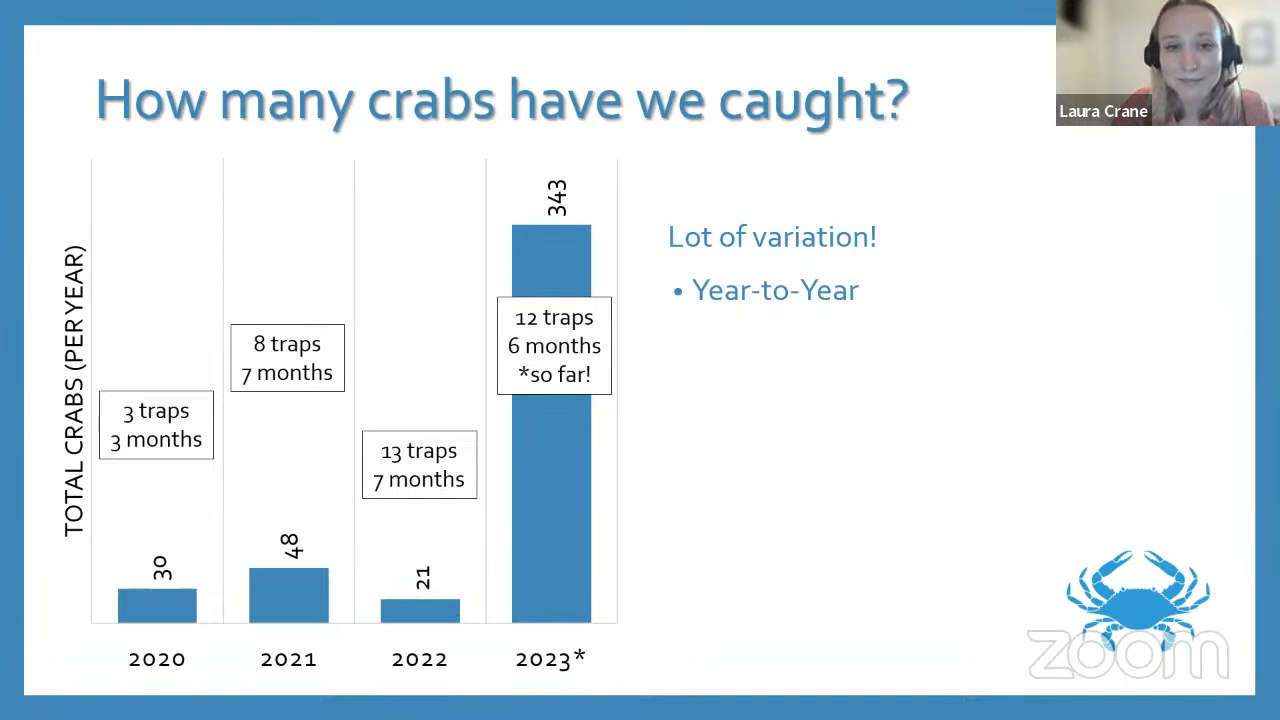 How many crabs have we caught?
Laura Crane
TOTAL CRABS (PER YEAR)
30
3 traps
3 months
48
8 traps
7 months
21
13 traps
7 months
343
12 traps
6 months
*so far!
2020
2021
2022
2023*
Lot of variation!
• Year-to-Year
zoom